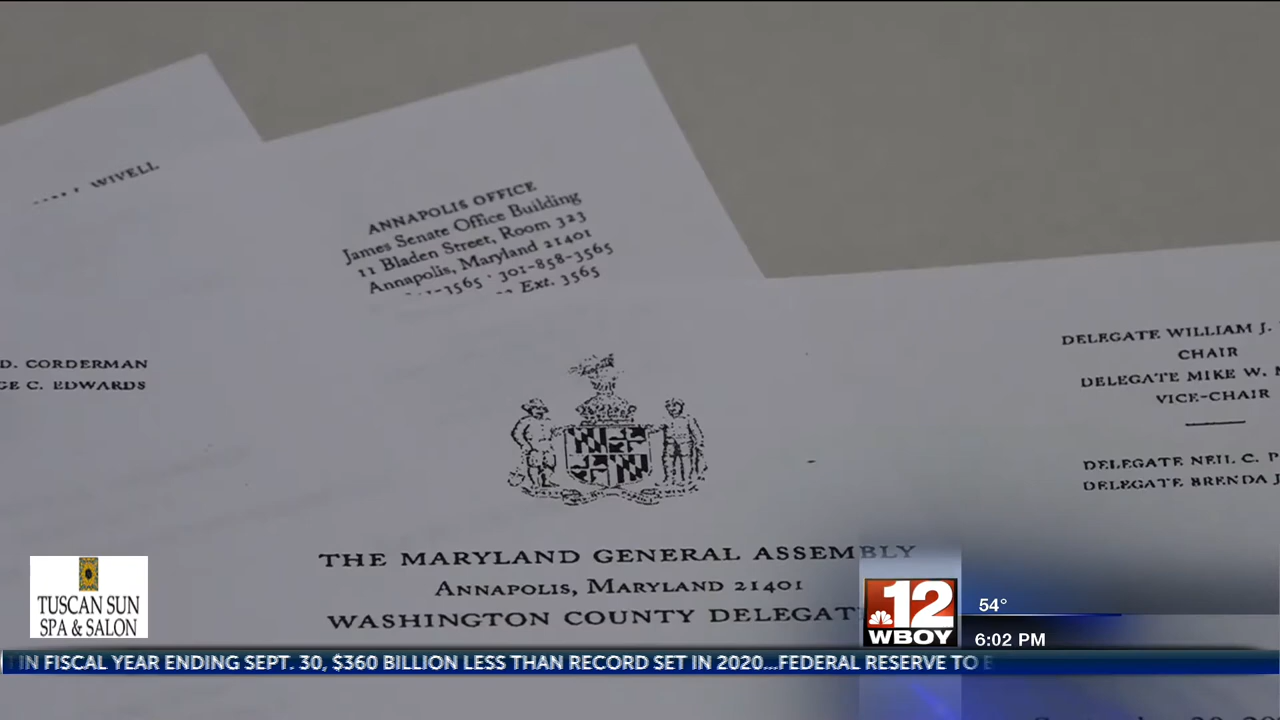 WIVELL
ANNAPOLIS OFFICE
James Senate Office Building
11 Bladen Street, Room 323
Annapolis, Maryland 21401
-3565 · 301-858-3565
Ext. 3565
D. CORDERMAN
GE C. EDWARDS
DELEGATE WILLIAM J.
CHAIR
DELEGATE MIKE W.
VICE-CHAIR
DELEGATE NEIL C. P
DELEGATE BRENDA J
THE MARYLAND GENERAL ASSEMBLY
ANNAPOLIS, MARYLAND 21401
WASHINGTON COUNTY DELEGAT
TUSCAN SUN
SPA & SALON
12
WBOY
54°
6:02 PM
IN FISCAL YEAR ENDING SEPT. 30, $360 BILLION LESS THAN RECORD SET IN 2020...FEDERAL RESERVE TO